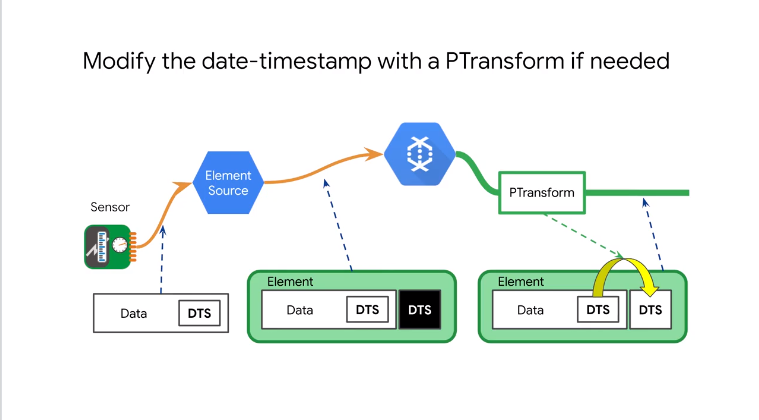 Modify the date-timestamp with a PTransform if needed
Element
Source
PTransform
Sensor
Element
Data
DTS
DTS
Element
Data
DTS
DTS
Data
DTS